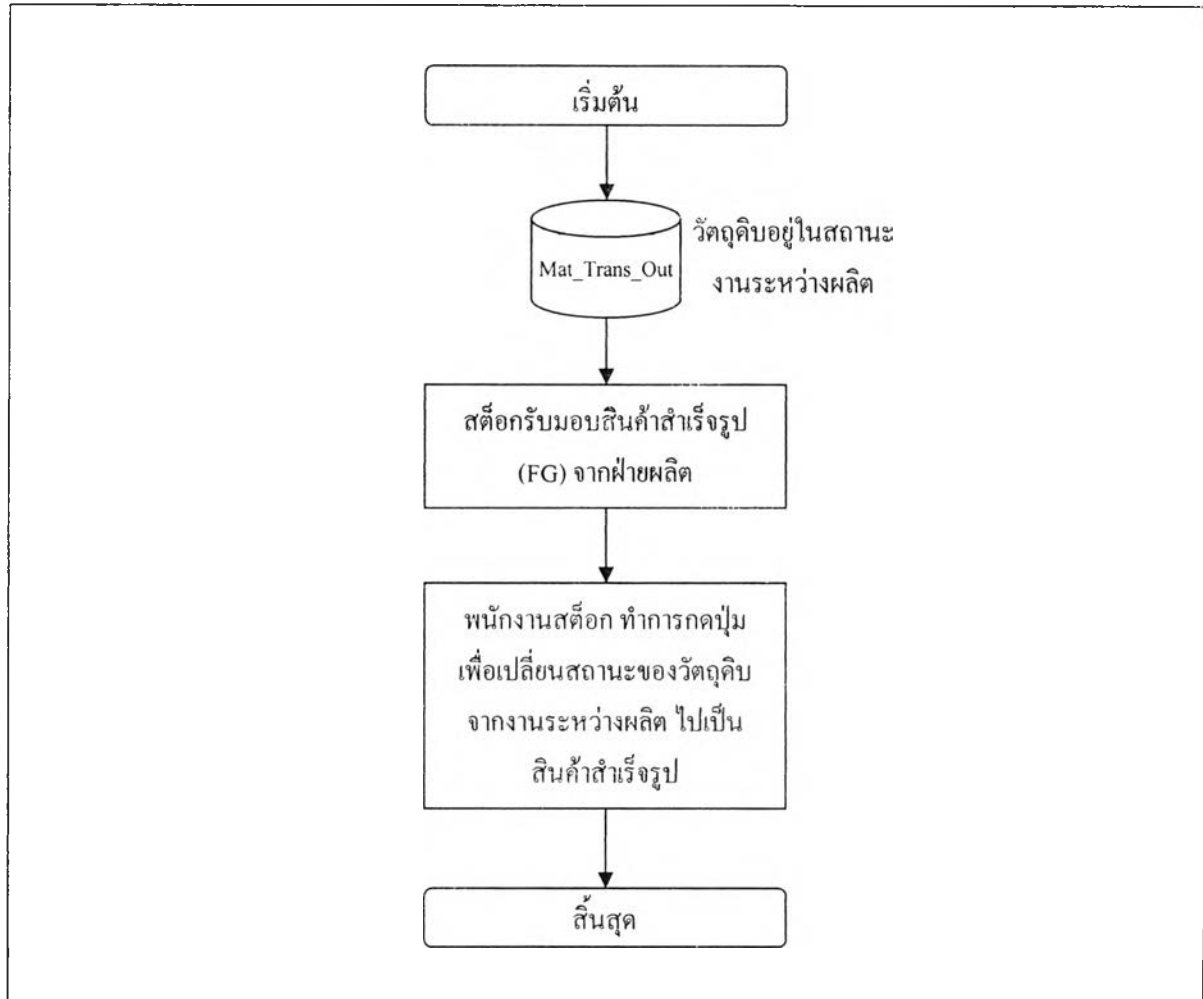 เริ่มต้น
วัตถุดิบอยู่ในสถานะ
Mat_Trans_Out
งานระหว่างผลิต
สต็อกรับมอบสินค้าสำเร็จรูป
(FG) จากฝ่ายผลิต
พนักงานสต็อก ทำการกดปุ่ม
เพื่อเปลี่ยนสถานะของวัตถุดิบ
จากงานระหว่างผลิต ไปเป็น
สินค้าสำเร็จรูป
สิ้นสุด